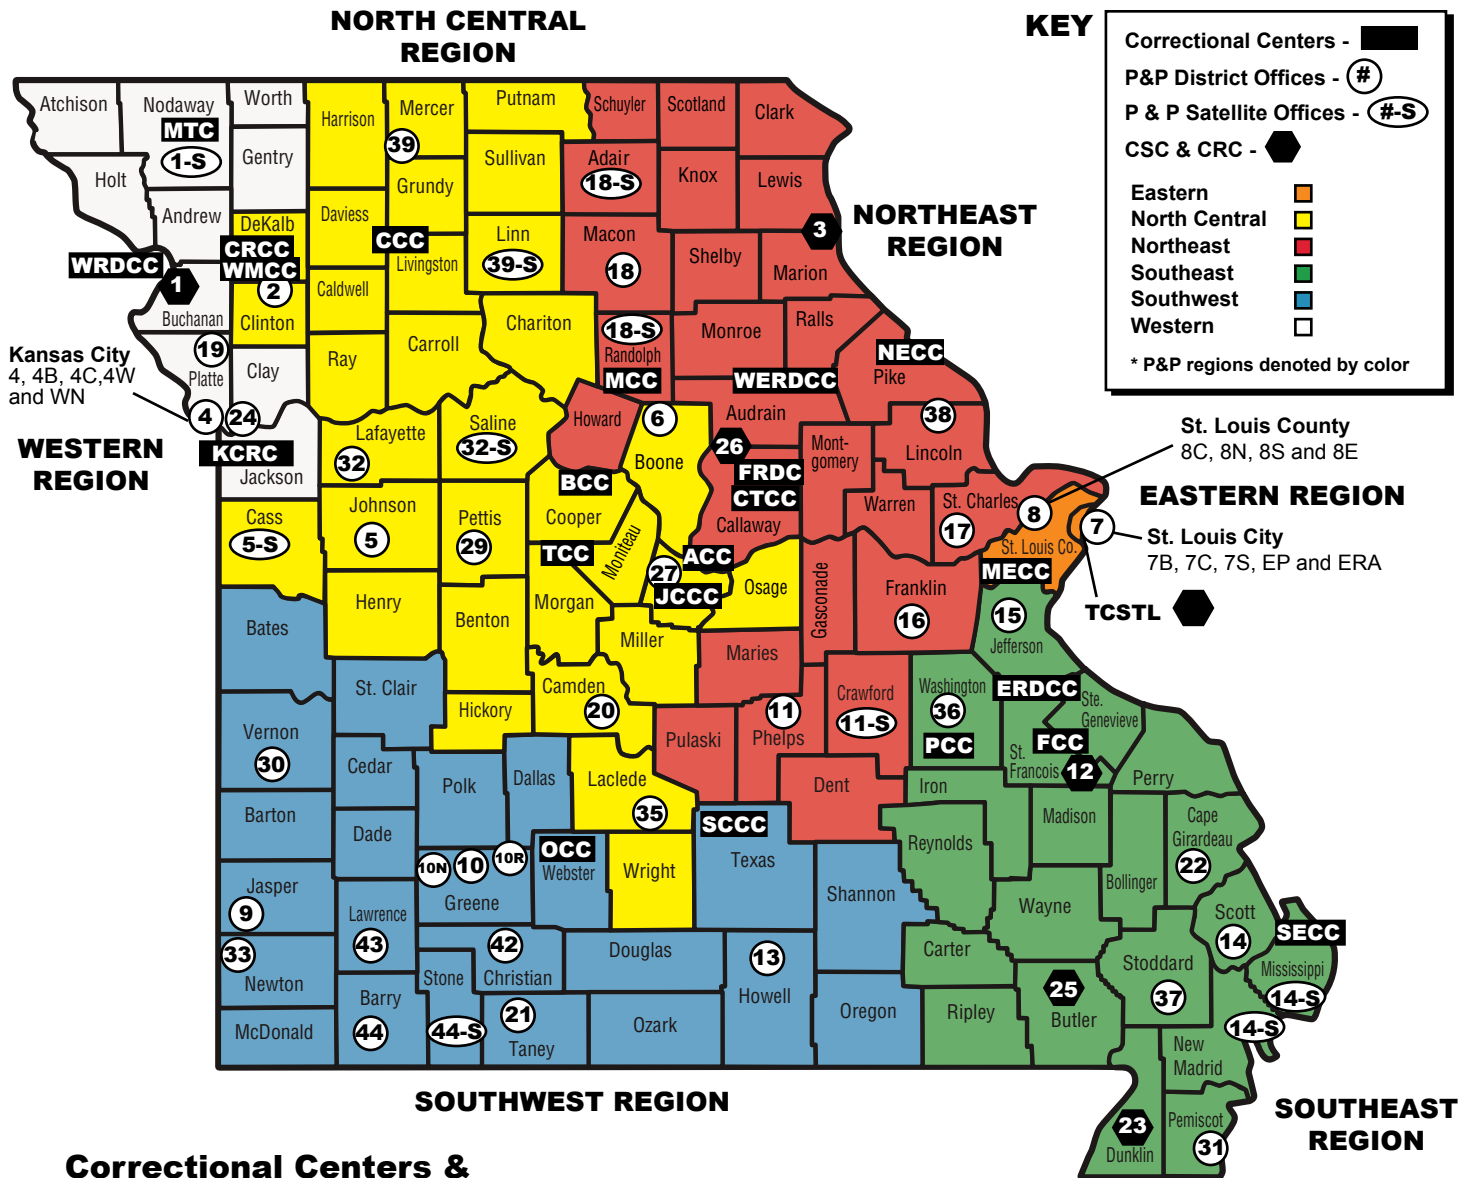 NORTH CENTRAL
REGION
KEY
Correctional Centers -
P&P District Offices - #
P & P Satellite Offices - #-S
CSC & CRC -
Eastern
North Central
Northeast
Southeast
Southwest
Western
* P&P regions denoted by color
Atchison
Nodaway
MTC
1-S
Worth
Harrison
Mercer
39
Putnam
Schuyler
Scotland
Clark
Gentry
Sullivan
Adair
18-S
Knox
Lewis
Holt
Andrew
Grundy
DeKalb
Daviess
CRCC
WMCC
CCC
Livingston
Linn
39-S
Macon
18
Shelby
3
Marion
NORTHEAST
REGION
WRDCC
1
Buchanan
2
Clinton
Caldwell
Chariton
18-S
Randolph
MCC
Monroe
Ralls
19
Platte
Clay
Ray
Carroll
Kansas City
4, 4B, 4C,4W
and WN
4
24
KCRC
Jackson
WESTERN
REGION
NECC
Pike
WERDCC
Audrain
Howard
6
Boone
Saline
32-S
Lafayette
32
26
38
Lincoln
Mont-
gomery
FRDC
CTCC
Callaway
Warren
St. Charles
17
St. Louis County
8C, 8N, 8S and 8E
EASTERN REGION
8
7
St. Louis City
7B, 7C, 7S, EP and ERA
St. Louis Co.
MECC
TCSTL
BCC
Cooper
Cass
5-S
Johnson
5
Pettis
29
TCC
Moniteau
27
ACC
JCCC
Osage
Gasconade
Franklin
16
15
Jefferson
Bates
Henry
Benton
Morgan
Miller
Maries
St. Clair
Hickory
Camden
20
Pulaski
11
Phelps
Crawford
11-S
Washington
36
PCC
ERDCC
Ste.
Genevieve
FCC
St.
Francois
12
Perry
Vernon
30
Cedar
Polk
Dallas
Laclede
35
Dent
Iron
Madison
Cape
Girardeau
22
Barton
Dade
SCCC
Texas
Reynolds
Bollinger
10N
10
10R
Greene
OCC
Webster
Wright
Shannon
Wayne
Jasper
9
Lawrence
43
Scott
14
SECC
Mississippi
14-S
33
Newton
42
Christian
Stone
Douglas
13
Howell
Carter
Stoddard
37
McDonald
Barry
44
44-S
21
Taney
Ozark
Oregon
Ripley
25
Butler
14-S
New
Madrid
SOUTHWEST REGION
23
Dunklin
Pemiscot
31
SOUTHEAST
REGION
Correctional Centers &